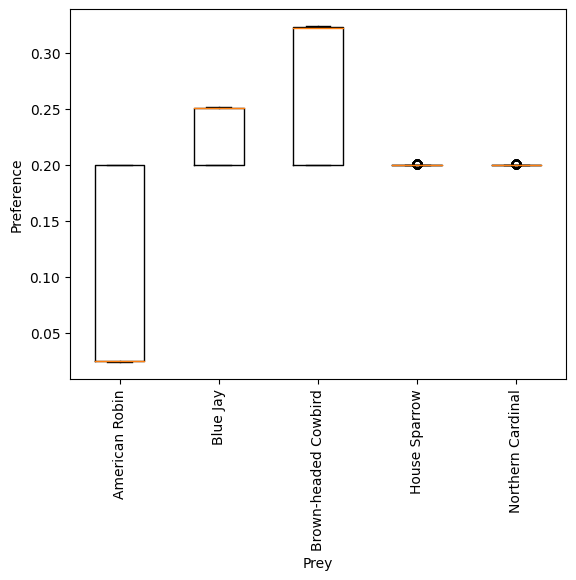 Preference
0.30
0.25
0.20
0.15
0.10
0.05
American Robin
Blue Jay
Brown-headed Cowbird
House Sparrow
Northern Cardinal
Prey